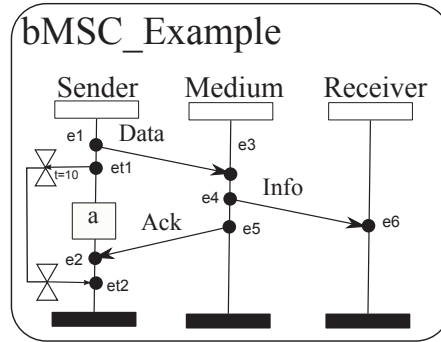 bMSC_Example
Sender Medium Receiver
e1 Data e3
t=10 et1
e4 Info
a
Ack e5 e6
e2
et2